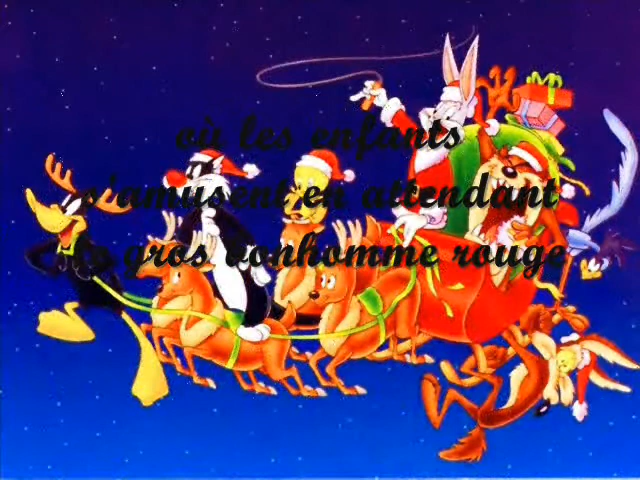 où les enfants
s'amusent en attendant
gros bonhomme rouge